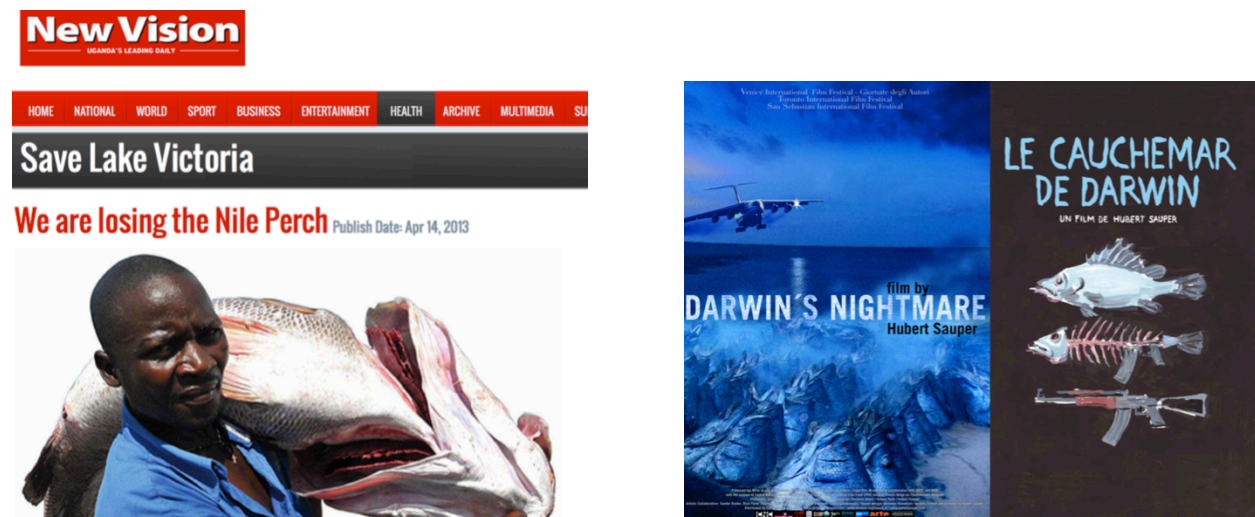 New Vision
UGANDA'S LEADING DAILY
HOME NATIONAL WORLD SPORT BUSINESS ENTERTAINMENT HEALTH ARCHIVE MULTIMEDIA SU
Save Lake Victoria
We are losing the Nile Perch Publish Date: Apr 14, 2013
Venice International Film Festival - Giornate degli Autori
Toronto International Film Festival
San Sebastian International Film Festival
film by
DARWIN´S NIGHTMARE
Hubert Sauper
CNC
arte
LE CAUCHEMAR
DE DARWIN
UN FILM DE HUBERT SAUPER